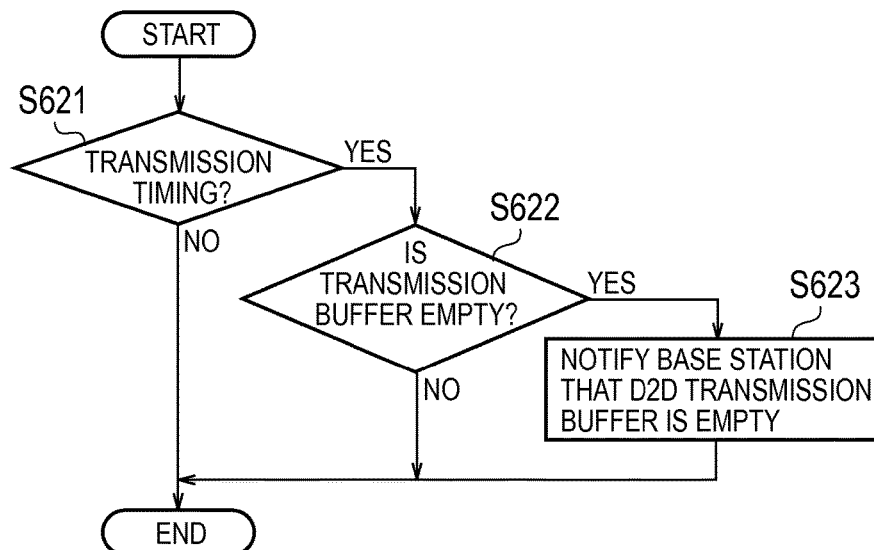 START
S621
TRANSMISSION
TIMING?
YES
NO
S622
IS
TRANSMISSION
BUFFER EMPTY?
YES
NO
S623
NOTIFY BASE STATION
THAT D2D TRANSMISSION
BUFFER IS EMPTY
END